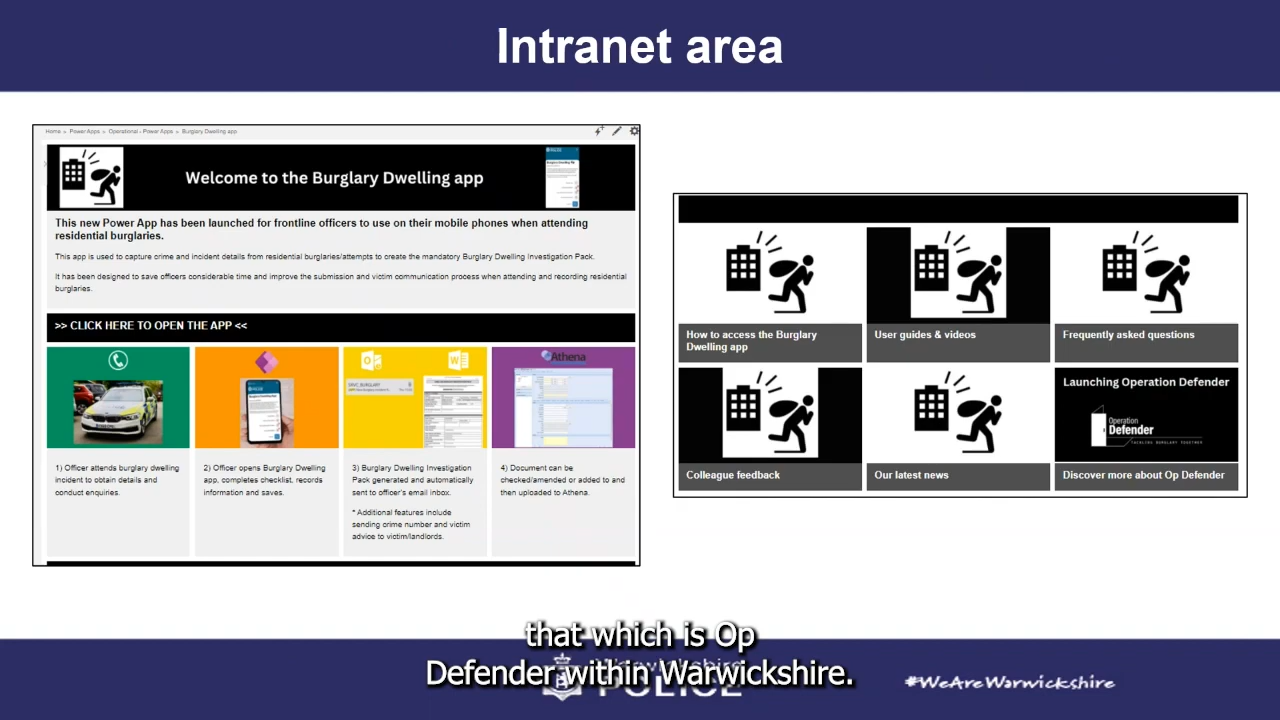 Intranet area
Home > Power Apps > Operational - Power Apps > Burglary Dwelling app
Welcome to the Burglary Dwelling app
This new Power App has been launched for frontline officers to use on their mobile phones when attending
residential burglaries.
This app is used to capture crime and incident details from residential burglaries/attempts to create the mandatory Burglary Dwelling Investigation Pack.
It has been designed to save officers considerable time and improve the submission and victim communication process when attending and recording residential
burglaries.
>> CLICK HERE TO OPEN THE APP <<
Athena
1) Officer attends burglary dwelling
incident to obtain details and
conduct enquiries.
2) Officer opens Burglary Dwelling
app, completes checklist, records
information and saves.
3) Burglary Dwelling Investigation
Pack generated and automatically
sent to officer's email inbox.
* Additional features include
sending crime number and victim
advice to victim/landlords.
4) Document can be
checked/amended or added to and
then uploaded to Athena.
How to access the Burglary
Dwelling app
User guides & videos
Frequently asked questions
Launching Operation Defender
Operation
Defender
TACKLING BURGLARY TOGETHER
Colleague feedback
Our latest news
Discover more about Op Defender
that which is Op
Defender within Warwickshire.
POLICE
#WeAreWarwickshire